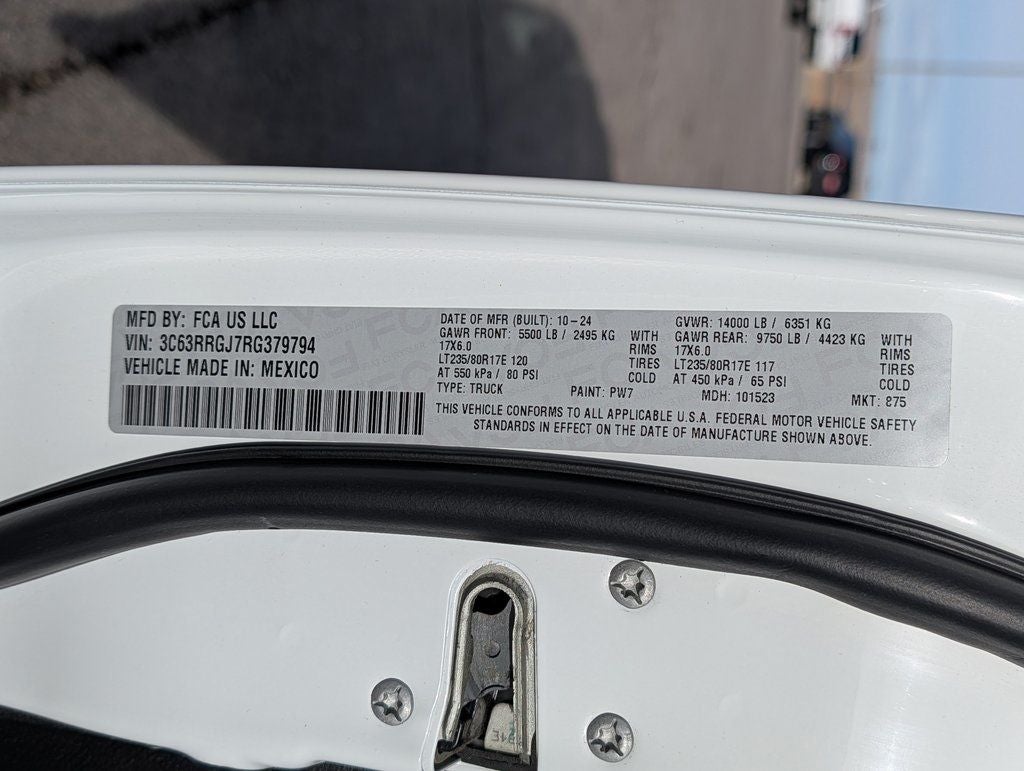 MFD BY: FCA US LLC
VIN: 3C63RRGJ7RG379794
VEHICLE MADE IN: MEXICO
DATE OF MFR (BUILT): 10-24
GAWR FRONT: 5500 LB / 2495 KG WITH
17X6.0 RIMS
LT235/80R17E 120 TIRES
AT 550 kPa / 80 PSI COLD
GVWR: 14000 LB / 6351 KG
GAWR REAR: 9750 LB / 4423 KG WITH
17X6.0 RIMS
LT235/80R17E 117 TIRES
AT 450 kPa / 65 PSI COLD
TYPE: TRUCK PAINT: PW7 MDH: 101523 MKT: 875
THIS VEHICLE CONFORMS TO ALL APPLICABLE U.S.A. FEDERAL MOTOR VEHICLE SAFETY
STANDARDS IN EFFECT ON THE DATE OF MANUFACTURE SHOWN ABOVE.